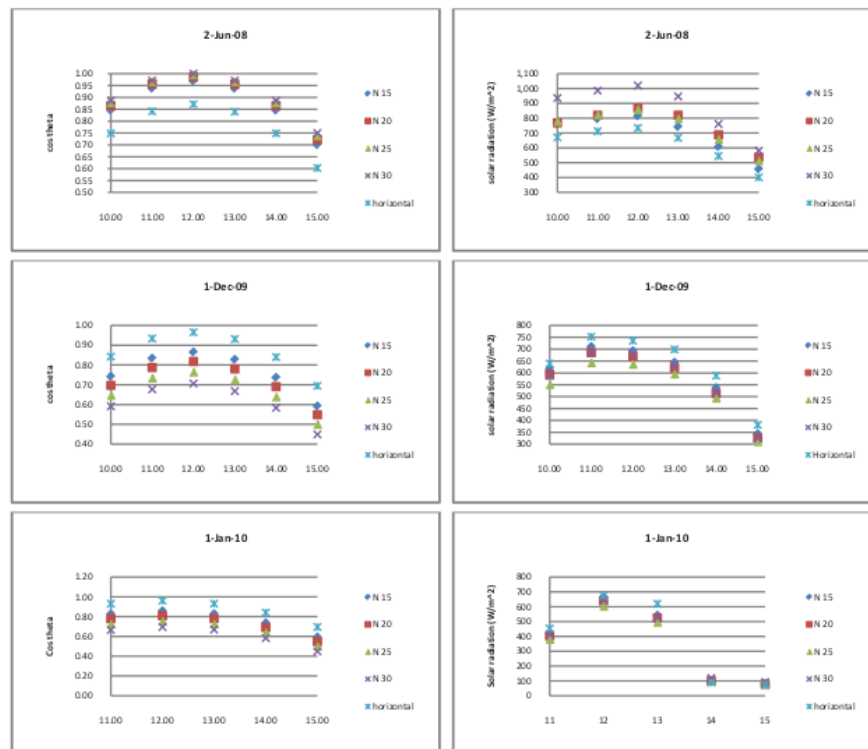 2-Jun-08
costheta
1.00
0.95
0.90
0.85
0.80
0.75
0.70
0.65
0.60
0.55
0.50
10.00 11.00 12.00 13.00 14.00 15.00
N 15
N 20
N 25
N 30
horizontal
2-Jun-08
solar radiation (W/m^2)
1,100
1,000
900
800
700
600
500
400
300
10.00 11.00 12.00 13.00 14.00 15.00
N 15
N 20
N 25
N 30
horizontal
1-Dec-09
costheta
1.00
0.90
0.80
0.70
0.60
0.50
0.40
10.00 11.00 12.00 13.00 14.00 15.00
N 15
N 20
N 25
N 30
horizontal
1-Dec-09
solar radiation (W/m^2)
800
750
700
650
600
550
500
450
400
350
300
10.00 11.00 12.00 13.00 14.00 15.00
N 15
N 20
N 25
N 30
Horizontal
1-Jan-10
Cos theta
1.20
1.00
0.80
0.60
0.40
0.20
0.00
11.00 12.00 13.00 14.00 15.00
N 15
N 20
N 25
N 30
horizontal
1-Jan-10
Solar radiation (W/m^2)
800
700
600
500
400
300
200
100
0
11 12 13 14 15
N 15
N 20
N 25
N 30
horizontal